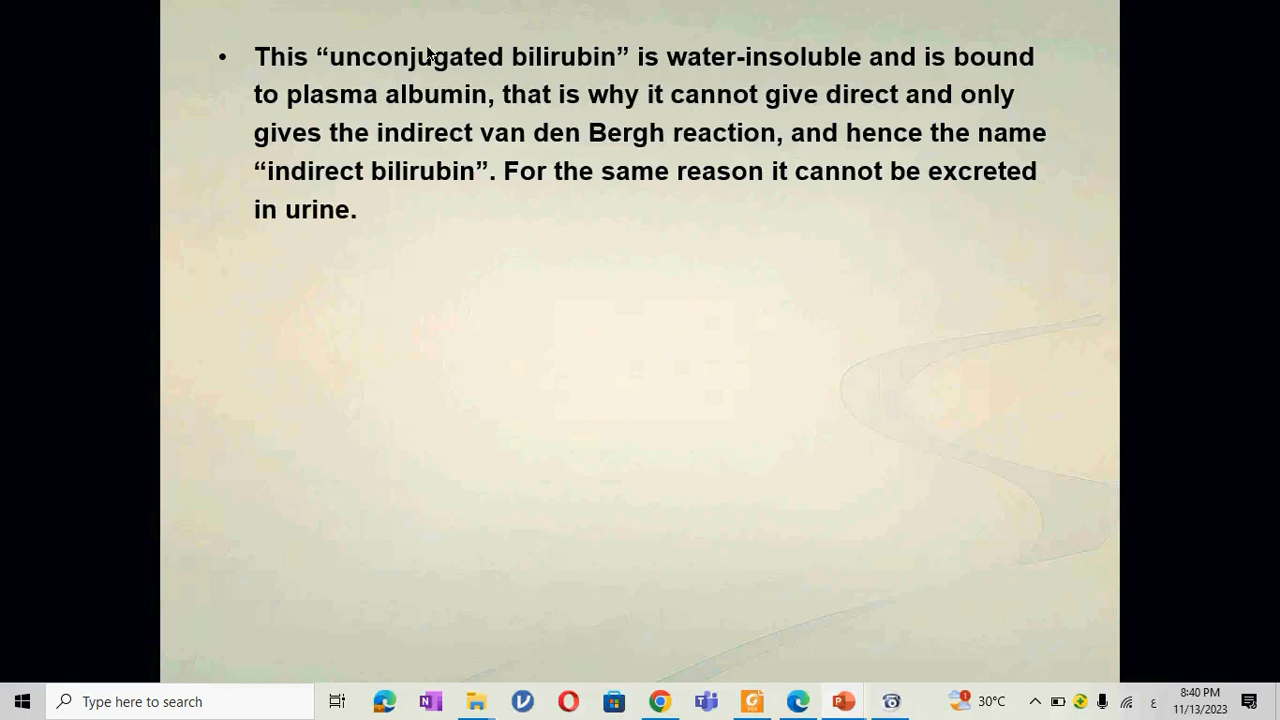 • This “unconjugated bilirubin” is water-insoluble and is bound
to plasma albumin, that is why it cannot give direct and only
gives the indirect van den Bergh reaction, and hence the name
“indirect bilirubin”. For the same reason it cannot be excreted
in urine.
Type here to search
1
30°C
ع
8:40 PM
11/13/2023